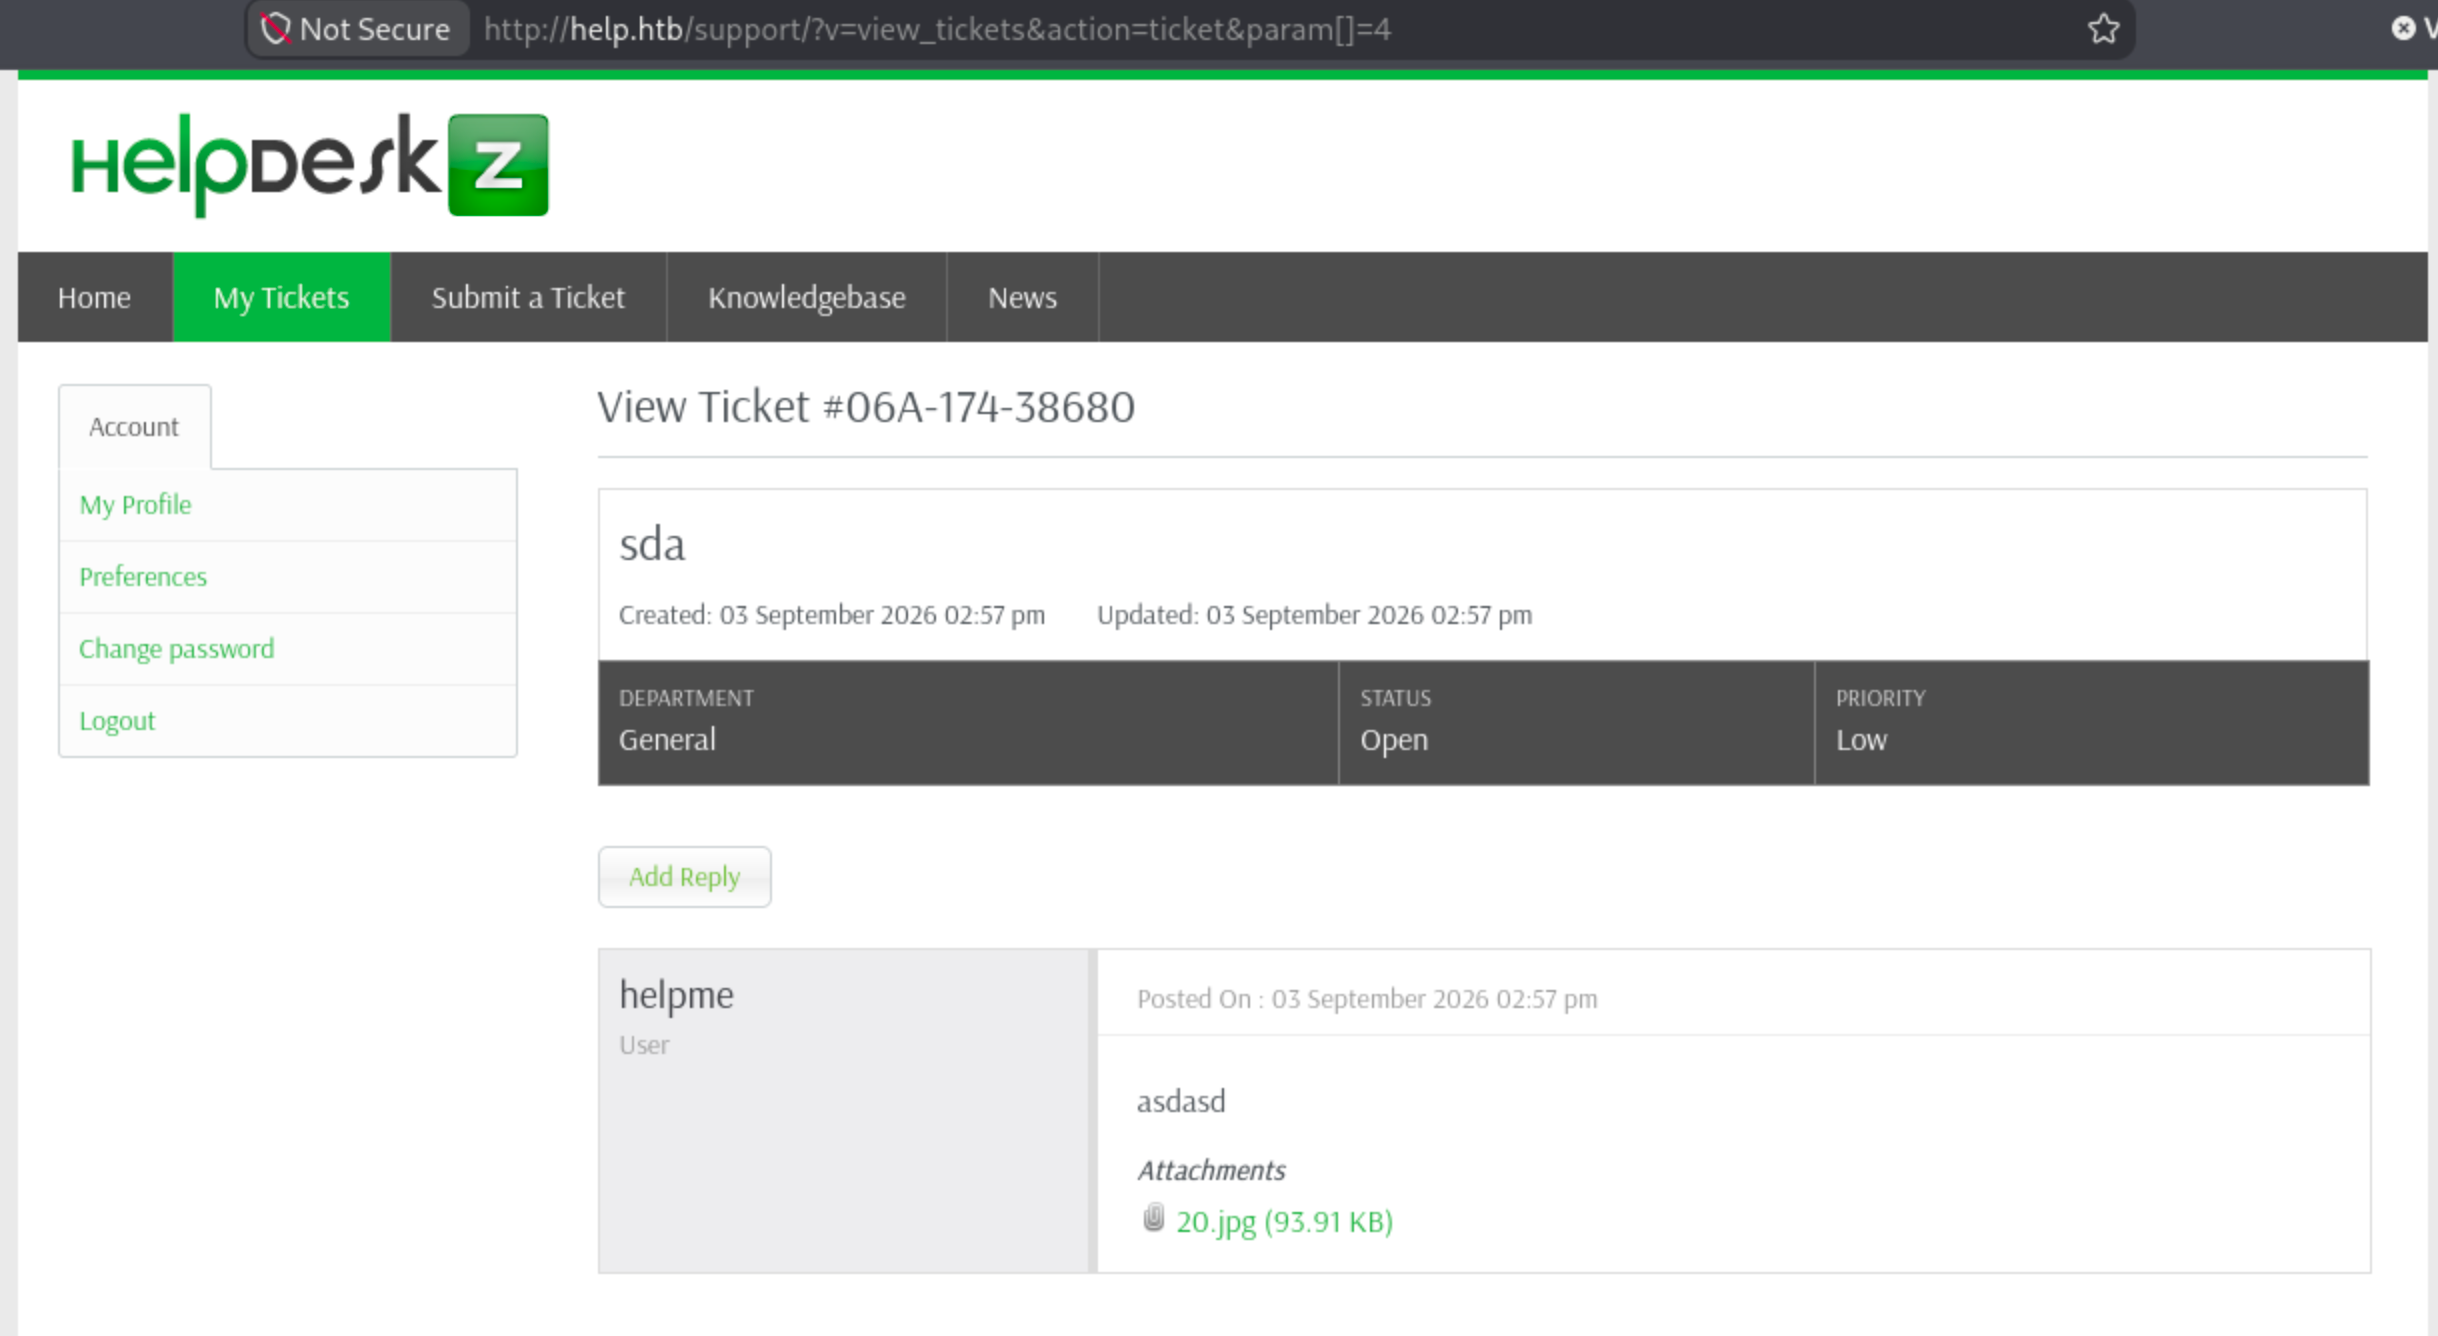 Not Secure http://help.htb/support/?v=view_tickets&action=ticket&param[]=4
HelpDesk Z
Home My Tickets Submit a Ticket Knowledgebase News
Account
My Profile
Preferences
Change password
Logout
View Ticket #06A-174-38680
sda
Created: 03 September 2026 02:57 pm Updated: 03 September 2026 02:57 pm
DEPARTMENT STATUS PRIORITY
General Open Low
Add Reply
helpme
User
Posted On : 03 September 2026 02:57 pm
asdasd
Attachments
20.jpg (93.91 KB)